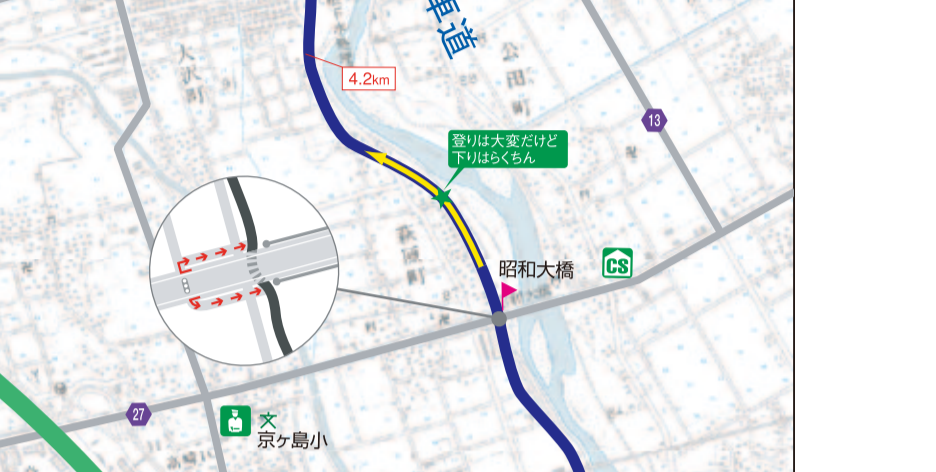 車道
大沢町
公田町
4.2km
13
登りは大変だけど
下りはらくちん
萩原町
昭和大橋
CS
27
文
京ヶ島小